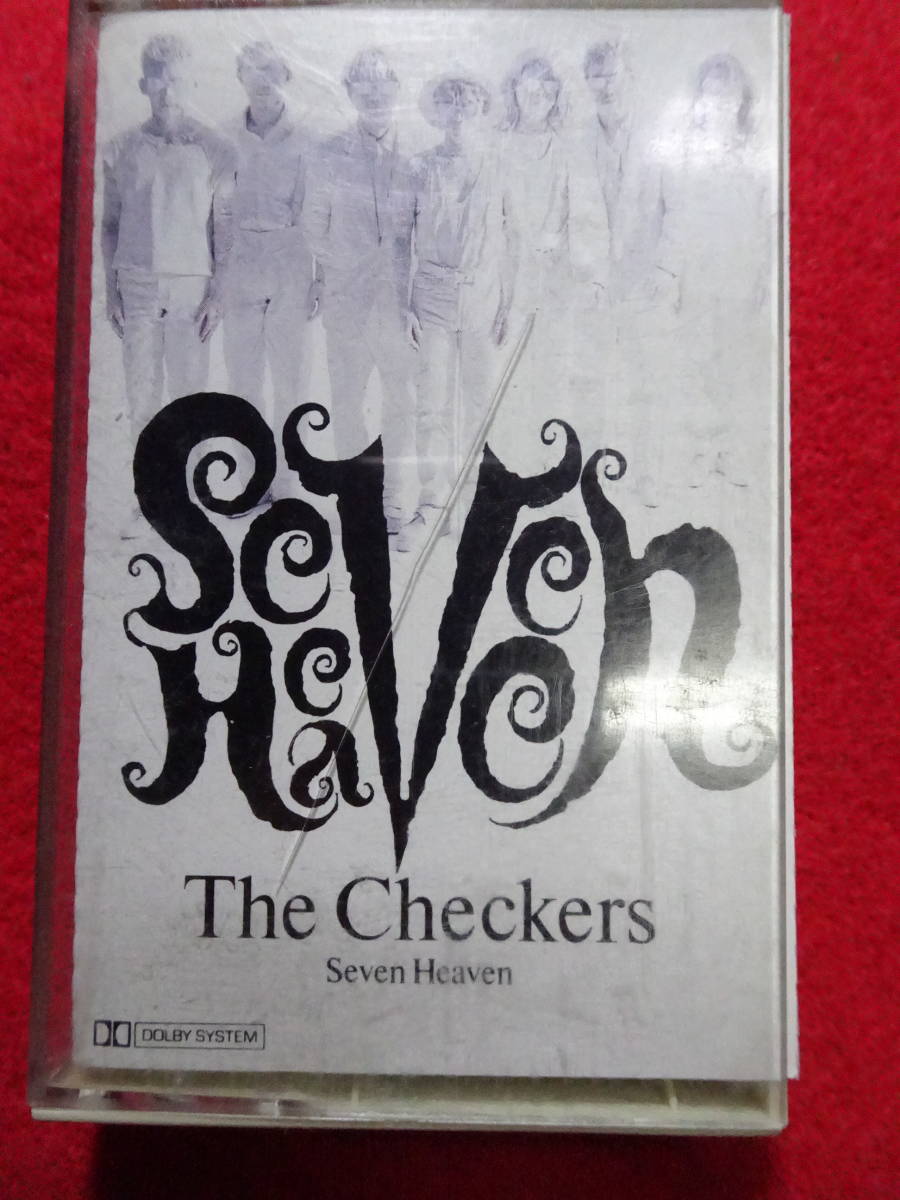 Seven
Heaven
The Checkers
Seven Heaven
DOLBY SYSTEM